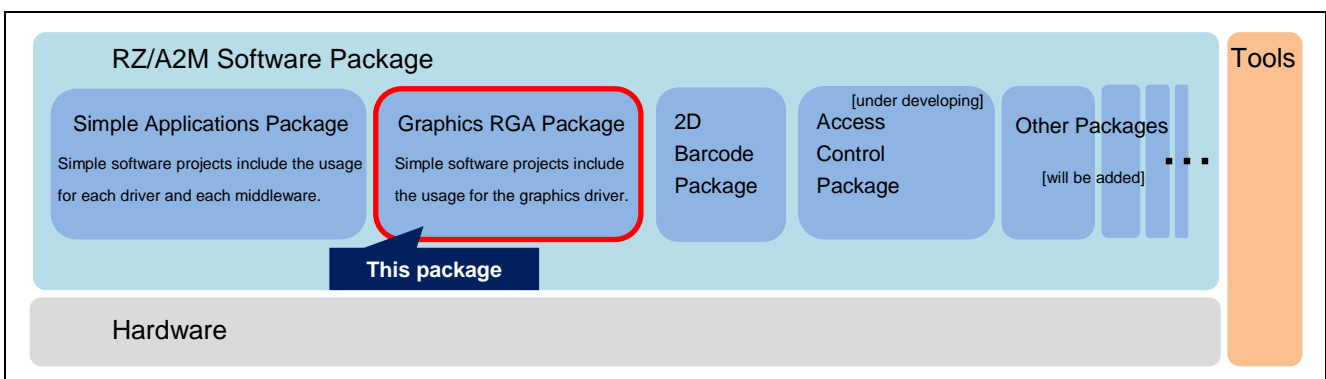 RZ/A2M Software Package
Tools
Simple Applications Package
Simple software projects include the usage
for each driver and each middleware.
Graphics RGA Package
Simple software projects include
the usage for the graphics driver.
2D
Barcode
Package
[under developing]
Access
Control
Package
Other Packages
...
[will be added]
This package
Hardware